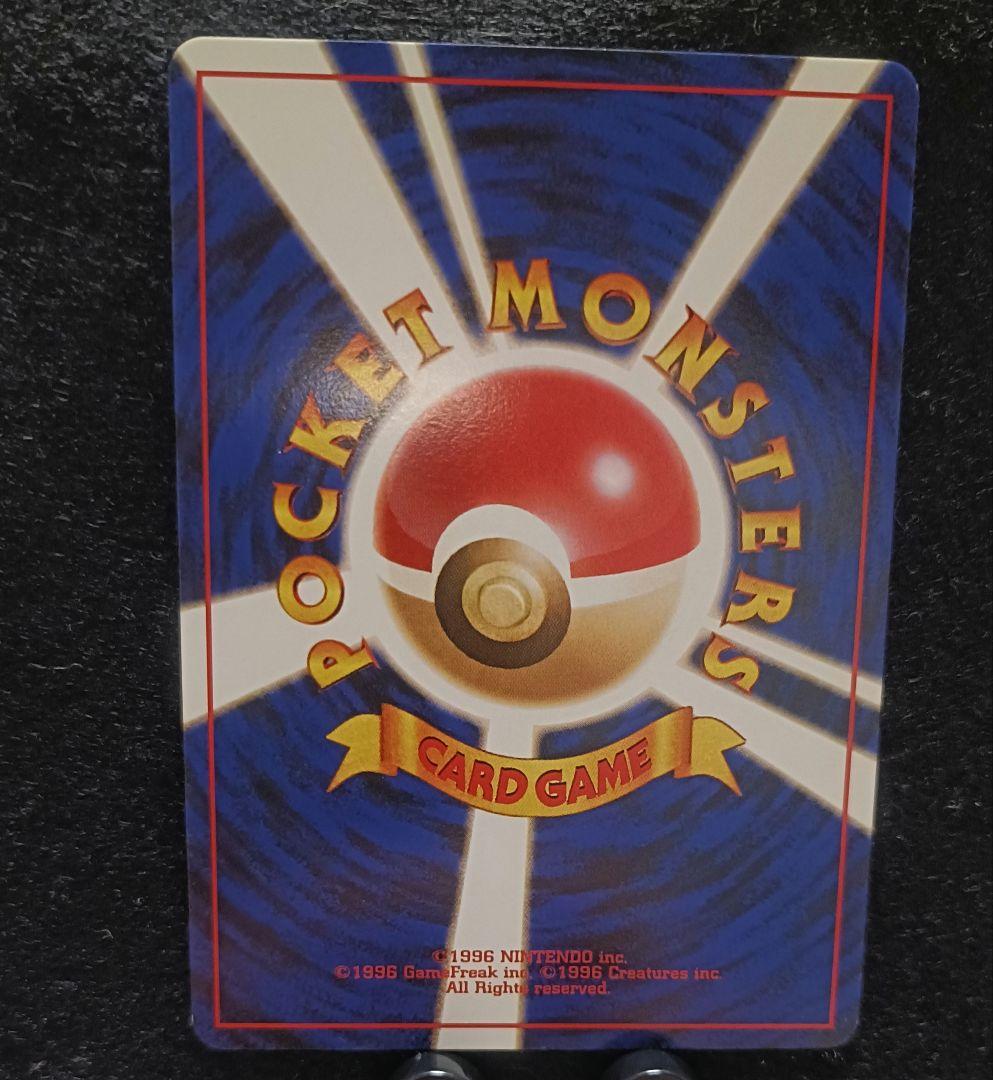 POCKET MONSTERS
CARD GAME
©1996 NINTENDO inc.
©1996 GameFreak inc. ©1996 Creatures inc.
All Rights reserved.